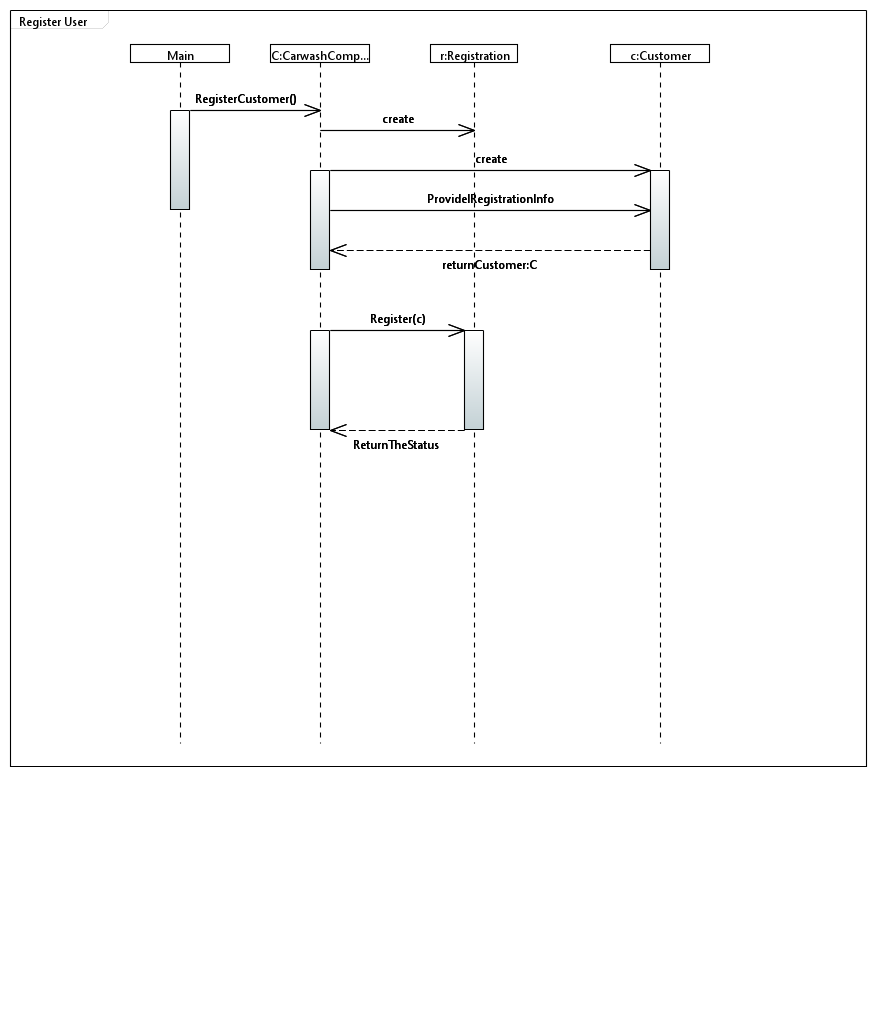 Register User
Main
C:CarwashComp...
r:Registration
c:Customer
RegisterCustomer()
create
create
ProvideIRegistrationInfo
returnCustomer:C
Register(c)
ReturnTheStatus